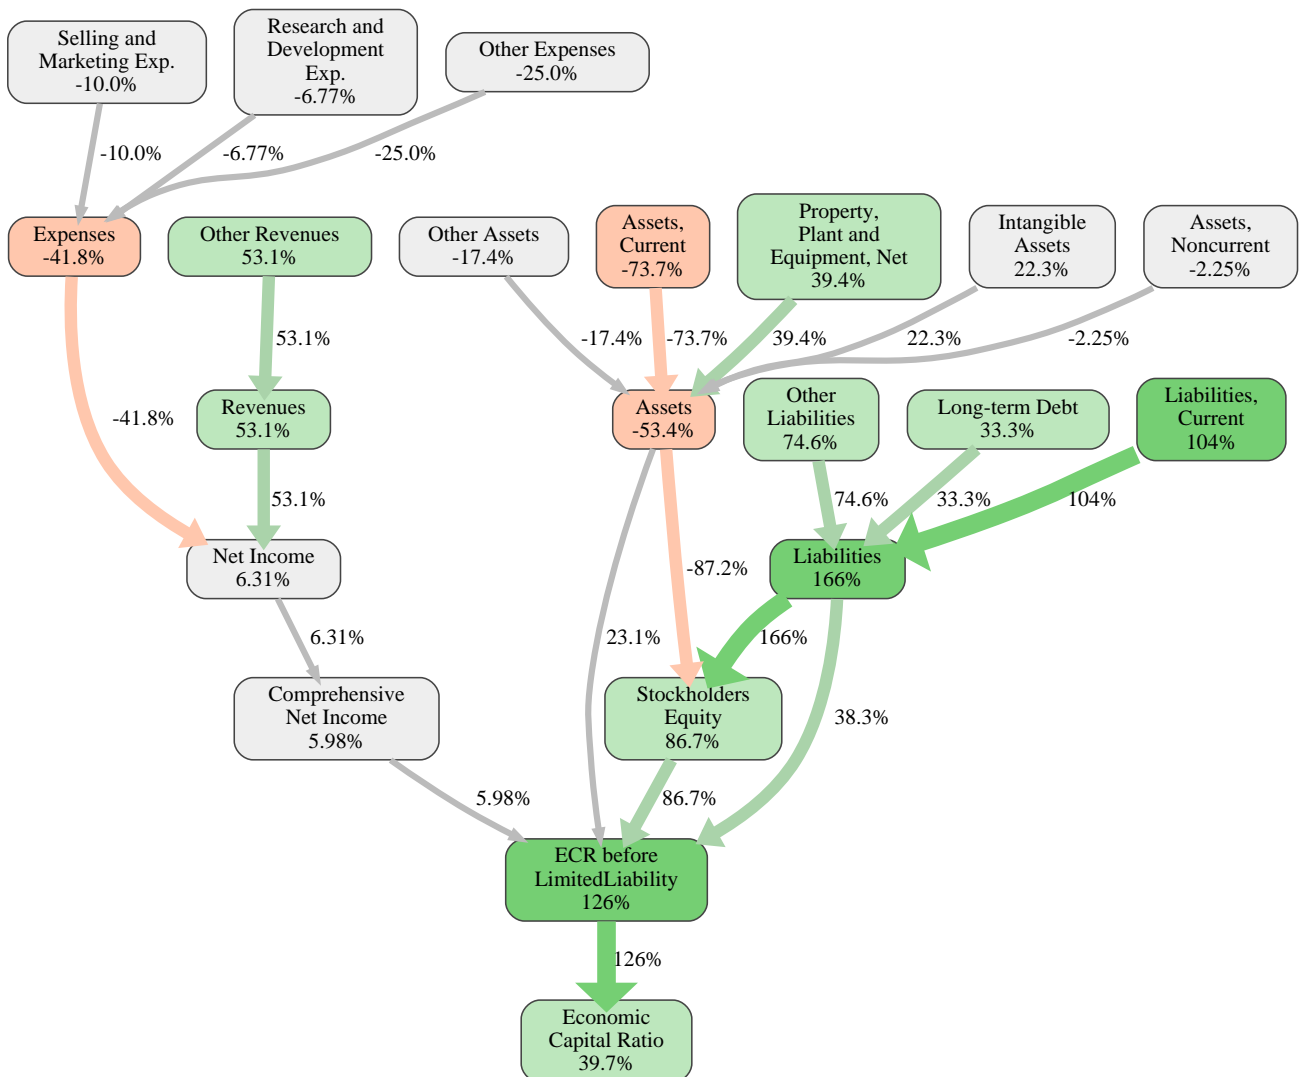 Selling and
Marketing Exp.
-10.0%
Research and
Development
Exp.
-6.77%
Other Expenses
-25.0%
-10.0%
-6.77%
-25.0%
Expenses
-41.8%
Other Revenues
53.1%
Other Assets
-17.4%
Assets,
Current
-73.7%
Property,
Plant and
Equipment, Net
39.4%
Intangible
Assets
22.3%
Assets,
Noncurrent
-2.25%
53.1%
-17.4%
-73.7%
39.4%
22.3%
-2.25%
Revenues
53.1%
Assets
-53.4%
Other
Liabilities
74.6%
Long-term Debt
33.3%
Liabilities,
Current
104%
-41.8%
53.1%
74.6%
33.3%
104%
Net Income
6.31%
-87.2%
Liabilities
166%
6.31%
23.1%
166%
Comprehensive
Net Income
5.98%
Stockholders
Equity
86.7%
38.3%
5.98%
86.7%
ECR before
LimitedLiability
126%
126%
Economic
Capital Ratio
39.7%